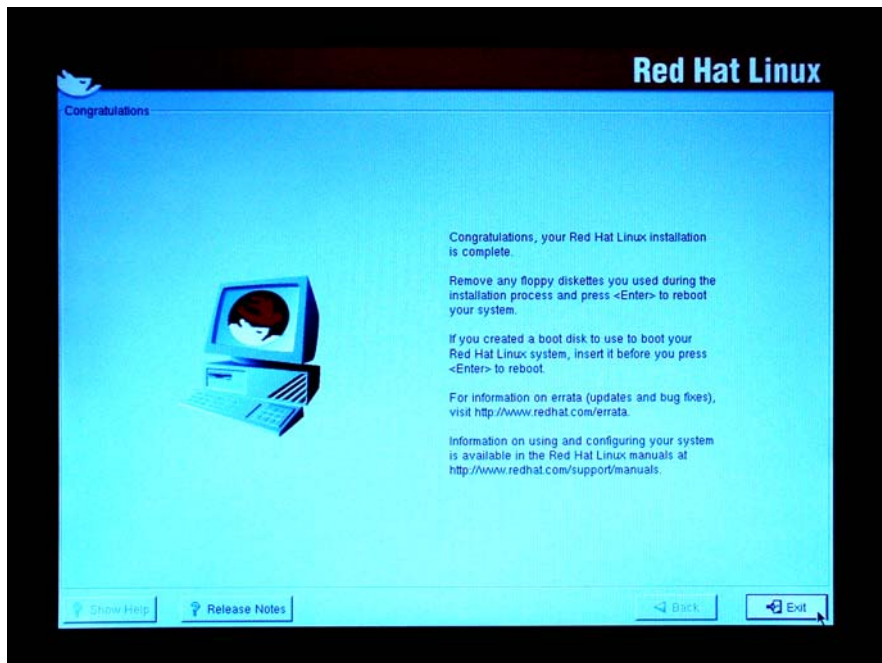 Red Hat Linux
Congratulations
Congratulations, your Red Hat Linux installation
is complete.
Remove any floppy diskettes you used during the
installation process and press <Enter> to reboot
your system.
If you created a boot disk to use to boot your
Red Hat Linux system, insert it before you press
<Enter> to reboot.
For information on errata (updates and bug fixes),
visit http://www.redhat.com/errata.
Information on using and configuring your system
is available in the Red Hat Linux manuals at
http://www.redhat.com/support/manuals.
Show Help
Release Notes
Back
Exit